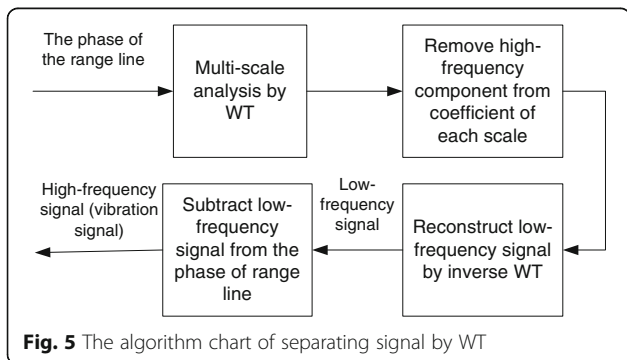 The phase of
the range line
Multi-scale
analysis by
WT
Remove high-
frequency
component from
coefficient of
each scale
High-frequency
signal (vibration
signal)
Subtract low-
frequency
signal from the
phase of range
line
Low-
frequency
signal
Reconstruct low-
frequency signal
by inverse WT
Fig. 5 The algorithm chart of separating signal by WT